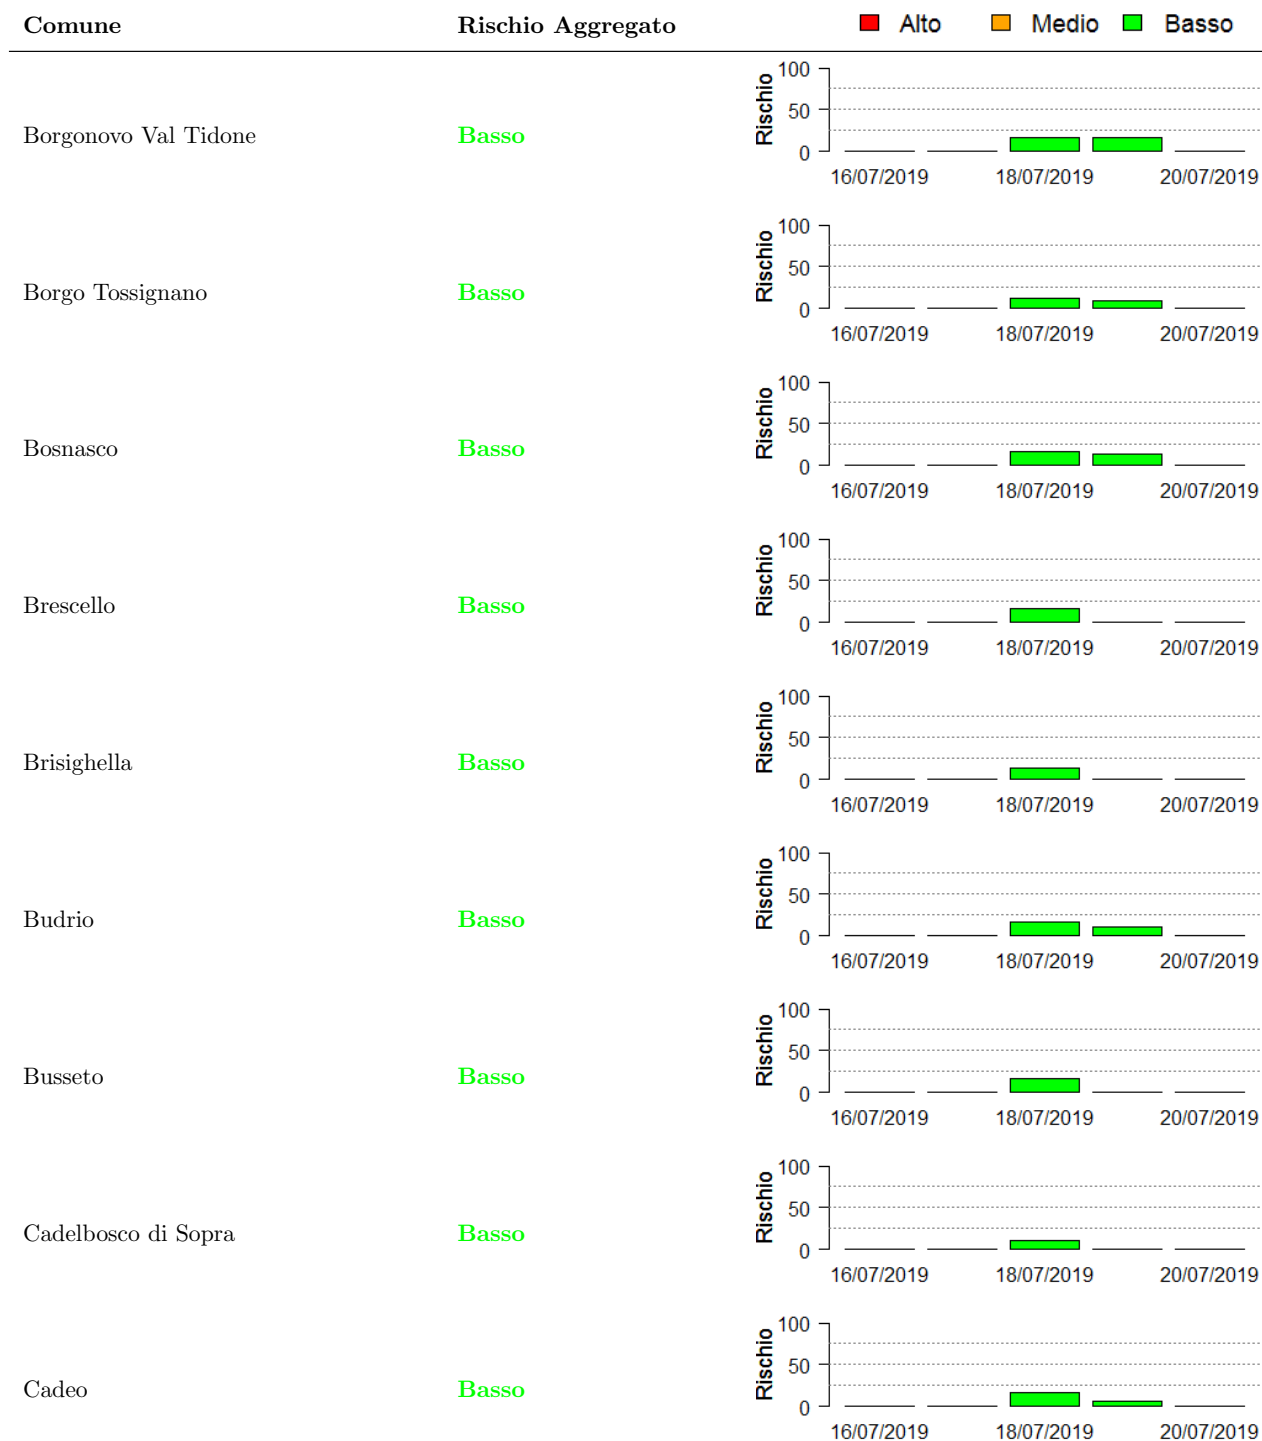 Comune Rischio Aggregato Alto Medio Basso
Borgonovo Val Tidone Basso Rischio 100 50 0
16/07/2019 18/07/2019 20/07/2019
Borgo Tossignano Basso Rischio 100 50 0
16/07/2019 18/07/2019 20/07/2019
Bosnasco Basso Rischio 100 50 0
16/07/2019 18/07/2019 20/07/2019
Brescello Basso Rischio 100 50 0
16/07/2019 18/07/2019 20/07/2019
Brisighella Basso Rischio 100 50 0
16/07/2019 18/07/2019 20/07/2019
Budrio Basso Rischio 100 50 0
16/07/2019 18/07/2019 20/07/2019
Busseto Basso Rischio 100 50 0
16/07/2019 18/07/2019 20/07/2019
Cadelbosco di Sopra Basso Rischio 100 50 0
16/07/2019 18/07/2019 20/07/2019
Cadeo Basso Rischio 100 50 0
16/07/2019 18/07/2019 20/07/2019